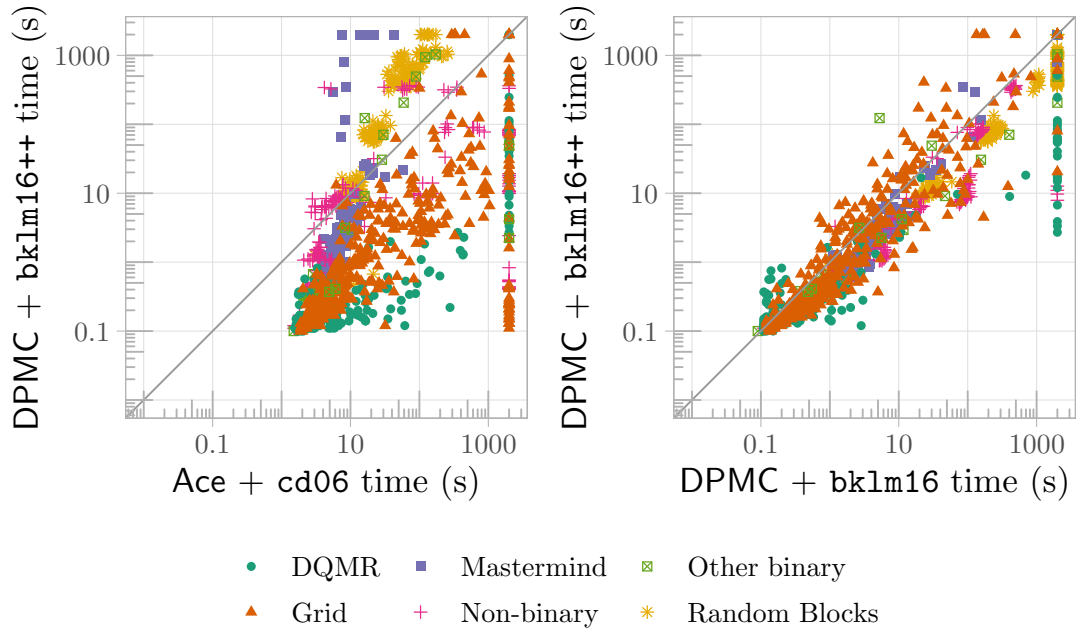 DPMC + bklm16++ time (s)
1000
10
0.1
0.1
10
1000
Ace + cd06 time (s)
DPMC + bklm16++ time (s)
1000
10
0.1
0.1
10
1000
DPMC + bklm16 time (s)
DQMR
Mastermind
Other binary
Grid
Non-binary
Random Blocks